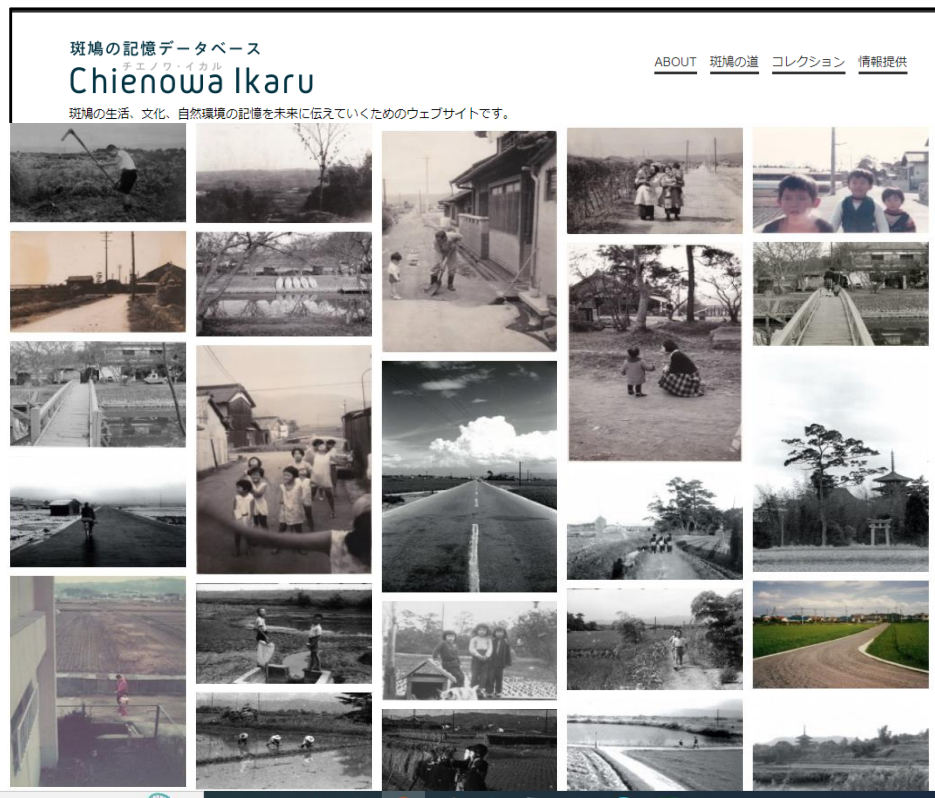 斑鳩の記憶データベース
チエノワ・イカル
Chienowa Ikaru
斑鳩の生活、文化、自然環境の記憶を未来に伝えていくためのウェブサイトです。
ABOUT 斑鳩の道 コレクション 情報提供